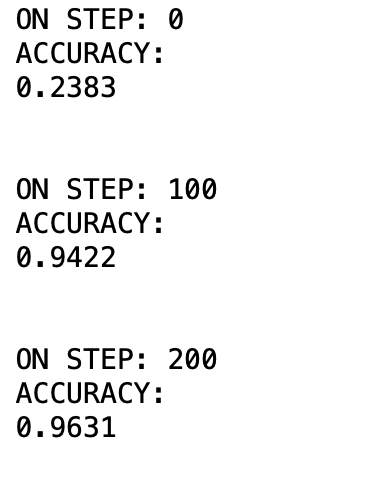 ON STEP: 0
ACCURACY:
0.2383
ON STEP: 100
ACCURACY:
0.9422
ON STEP: 200
ACCURACY:
0.9631